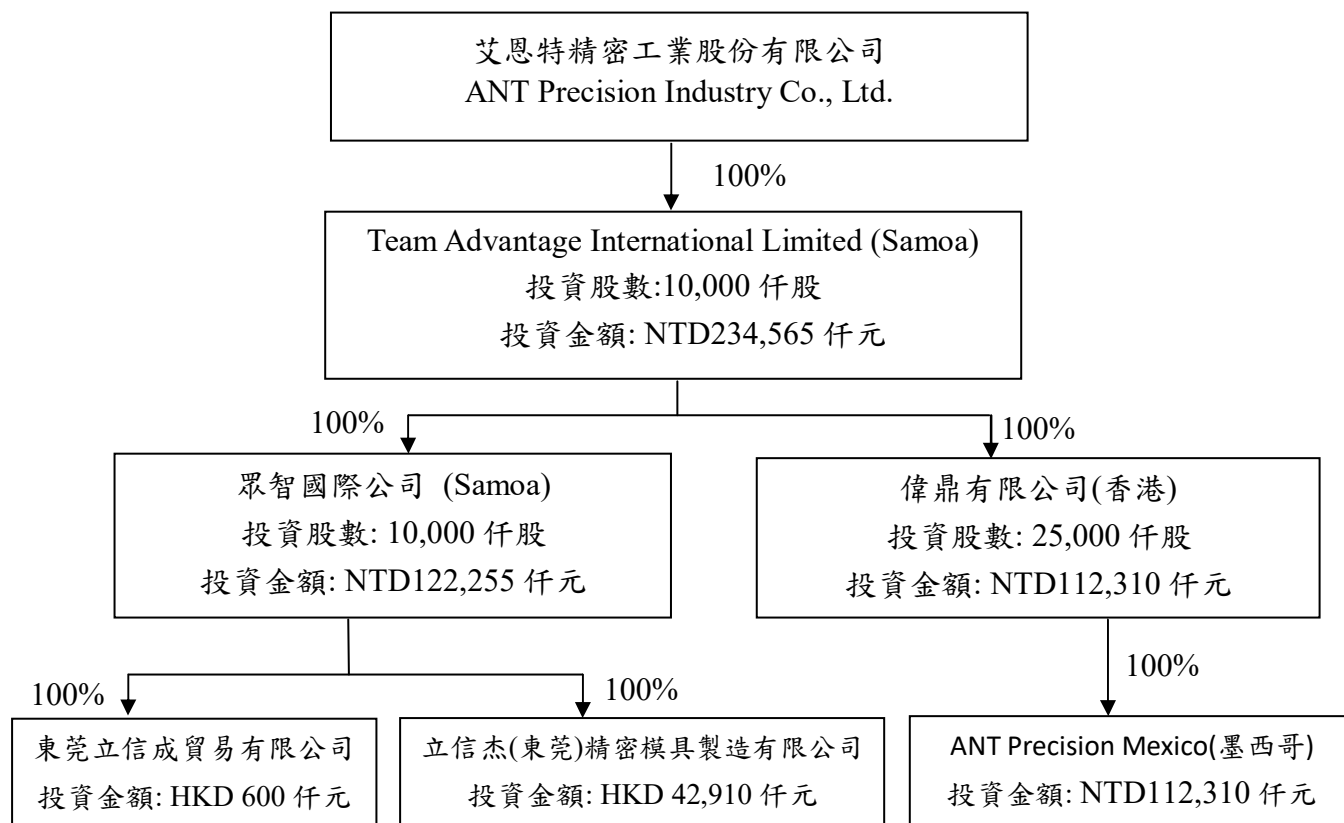 艾恩特精密工業股份有限公司
ANT Precision Industry Co., Ltd.
100%
Team Advantage International Limited (Samoa)
投資股數:10,000 仟股
投資金額: NTD234,565 仟元
100%
100%
眾智國際公司 (Samoa)
投資股數: 10,000 仟股
投資金額: NTD122,255 仟元
偉鼎有限公司(香港)
投資股數: 25,000 仟股
投資金額: NTD112,310 仟元
100%
100%
100%
東莞立信成貿易有限公司
投資金額: HKD 600 仟元
立信杰(東莞)精密模具製造有限公司
投資金額: HKD 42,910 仟元
ANT Precision Mexico(墨西哥)
投資金額: NTD112,310 仟元